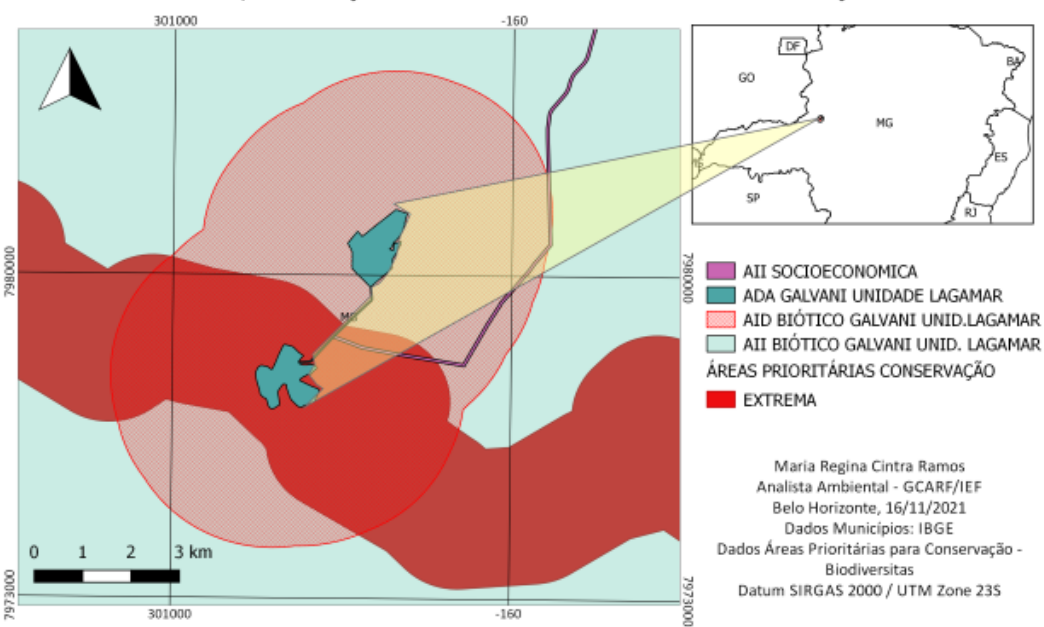 301000
-160
DF
GO
BA
MG
ES
SP
RJ
7980000
7980000
MG
AII SOCIOECONOMICA
ADA GALVANI UNIDADE LAGAMAR
AID BIÓTICO GALVANI UNID.LAGAMAR
AII BIÓTICO GALVANI UNID. LAGAMAR
ÁREAS PRIORITÁRIAS CONSERVAÇÃO
EXTREMA
Maria Regina Cintra Ramos
Analista Ambiental - GCARF/IEF
Belo Horizonte, 16/11/2021
Dados Municípios: IBGE
Dados Áreas Prioritárias para Conservação -
Biodiversitas
Datum SIRGAS 2000 / UTM Zone 23S
0 1 2 3 km
7973000
7973000
301000
-160